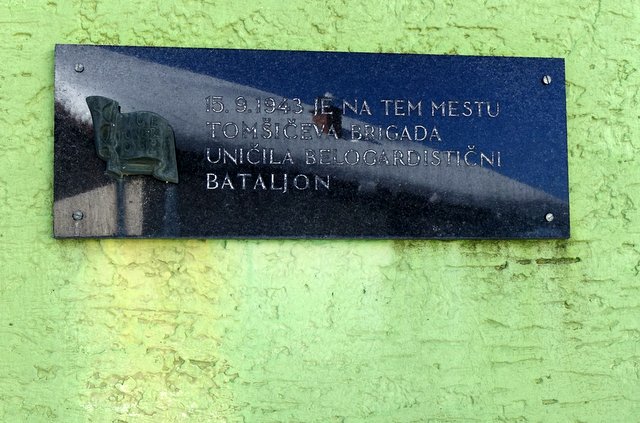 15. 9. 1943 JE NA TEM MESTU
TOMŠIČEVA BRIGADA
UNIČILA BELOGARDISTIČNI
BATALJON